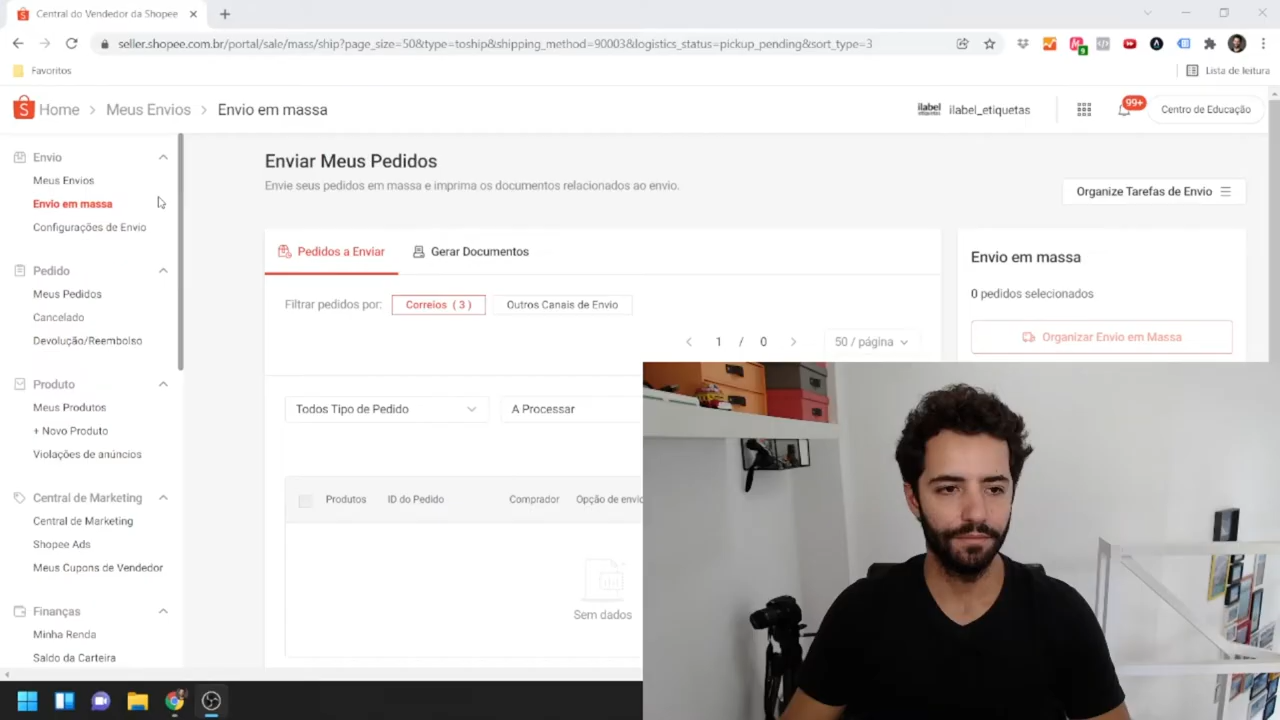 Central do Vendedor da Shopee
seller.shopee.com.br/portal/sale/mass/ship?page_size=50&type=toship&shipping_method=90003&logistics_status=pickup_pending&sort_type=3
9
Favoritos
Lista de leitura
Home
Meus Envios
Envio em massa
ilabel
ilabel_etiquetas
99+
Centro de Educação
Envio
Meus Envios
Envio em massa
Configurações de Envio
Pedido
Meus Pedidos
Cancelado
Devolução/Reembolso
Produto
Meus Produtos
+ Novo Produto
Violações de anúncios
Central de Marketing
Central de Marketing
Shopee Ads
Meus Cupons de Vendedor
Finanças
Minha Renda
Saldo da Carteira
Enviar Meus Pedidos
Envie seus pedidos em massa e imprima os documentos relacionados ao envio.
Organize Tarefas de Envio
Pedidos a Enviar
Gerar Documentos
Filtrar pedidos por:
Correios ( 3 )
Outros Canais de Envio
1 / 0
50 / página
Todos Tipo de Pedido
A Processar
Produtos
ID do Pedido
Comprador
Opção de envio
Sem dados
Envio em massa
0 pedidos selecionados
Organizar Envio em Massa